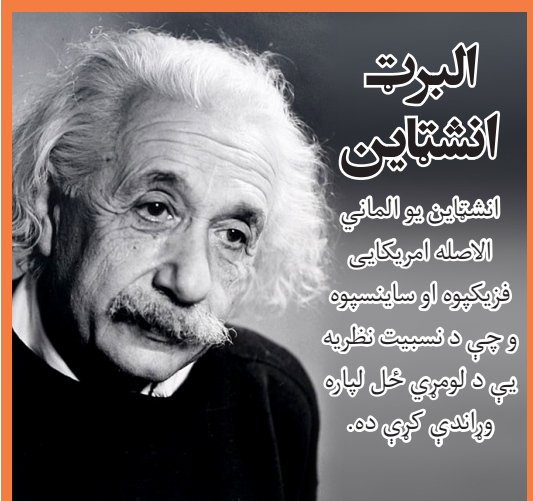 البرټ
انشټاین
انشټاین یو الماني
الاصله امریکایی
فزیکپوه او ساینسپوه
و چې د نسبیت نظریه
یې د لومړي ځل لپاره
وړاندې کړې ده.